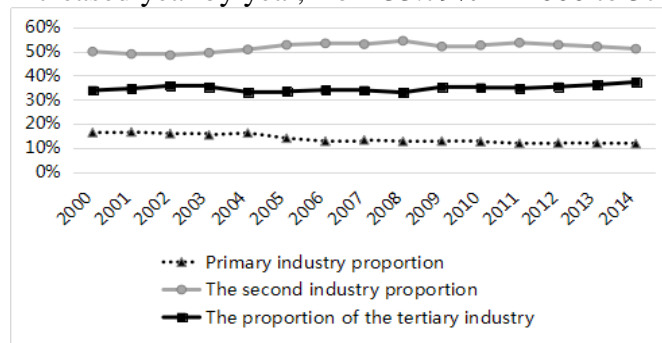 60%
50%
40%
30%
20%
10%
0%
2000 2001 2002 2003 2004 2005 2006 2007 2008 2009 2010 2011 2012 2013 2014
Primary industry proportion
The second industry proportion
The proportion of the tertiary industry